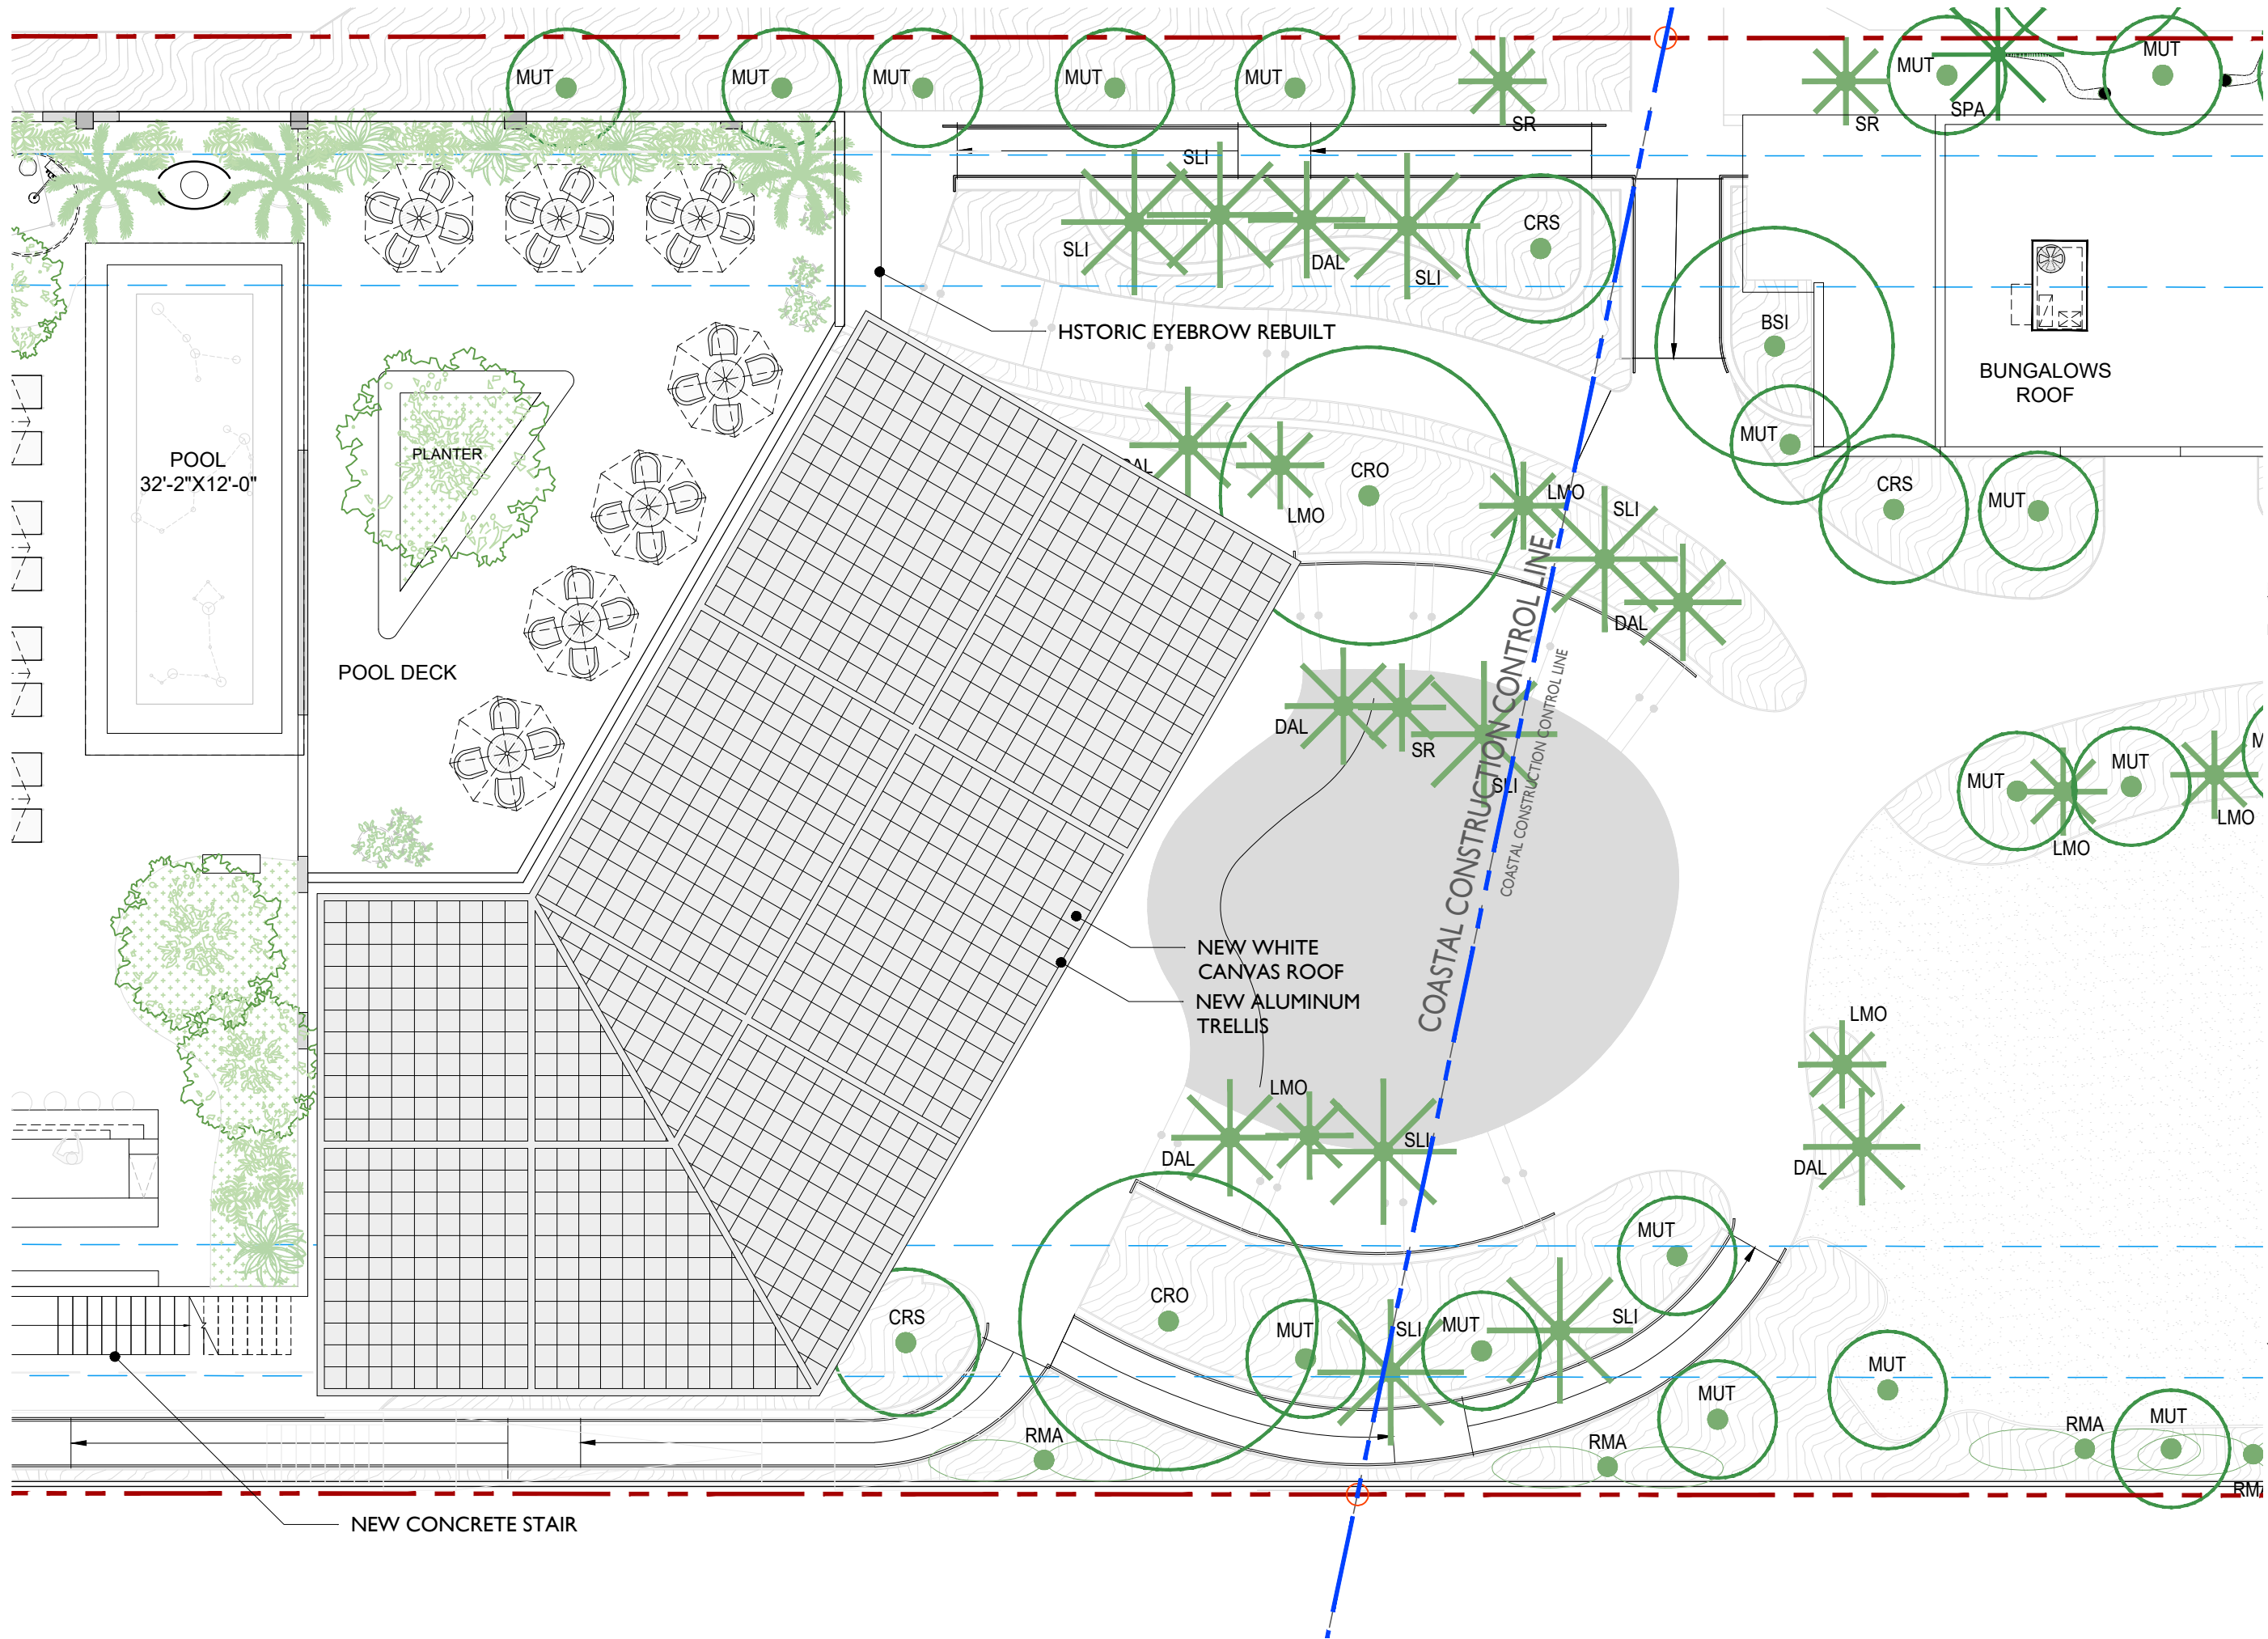 MUT
MUT
MUT
MUT
MUT
SR
SR
MUT
SPA
MUT
SLI
SLI
DAL
SLI
CRS
HSTORIC EYEBROW REBUILT
BSI
BUNGALOWS
ROOF
MUT
CRS
MUT
POOL
32'-2"X12'-0"
PLANTER
LMO
CRO
LMO
SLI
DAL
POOL DECK
DAL
SR
SLI
COASTAL CONSTRUCTION CONTROL LINE
COASTAL CONSTRUCTION CONTROL LINE
MUT
LMO
MUT
LMO
NEW WHITE
CANVAS ROOF
NEW ALUMINUM
TRELLIS
LMO
DAL
LMO
DAL
SLI
CRS
CRO
MUT
SLI
MUT
SLI
MUT
MUT
MUT
RMA
RMA
RMA
MUT
NEW CONCRETE STAIR